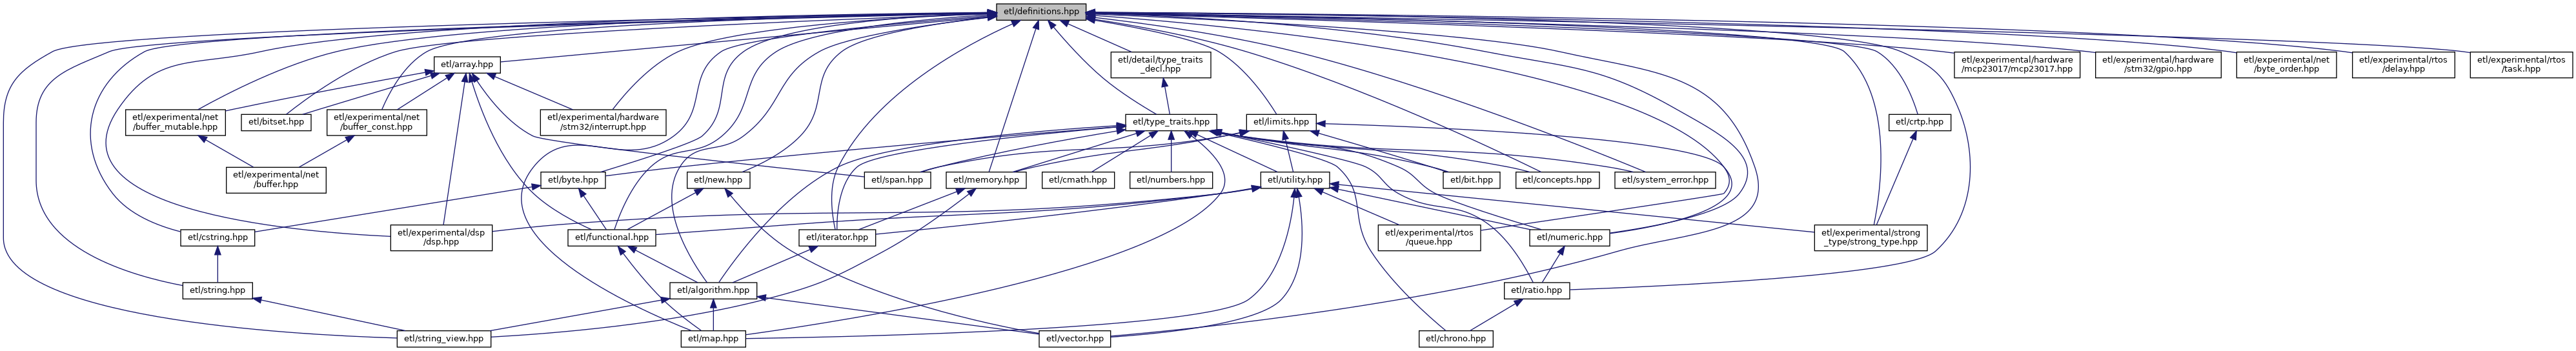 etl/definitions.hpp
etl/array.hpp
etl/detail/type_traits
_decl.hpp
etl/experimental/hardware
/mcp23017/mcp23017.hpp
etl/experimental/hardware
/stm32/gpio.hpp
etl/experimental/net
/byte_order.hpp
etl/experimental/rtos
/delay.hpp
etl/experimental/rtos
/task.hpp
etl/experimental/net
/buffer_mutable.hpp
etl/bitset.hpp
etl/experimental/net
/buffer_const.hpp
etl/experimental/hardware
/stm32/interrupt.hpp
etl/type_traits.hpp
etl/limits.hpp
etl/crtp.hpp
etl/experimental/net
/buffer.hpp
etl/byte.hpp
etl/new.hpp
etl/span.hpp
etl/memory.hpp
etl/cmath.hpp
etl/numbers.hpp
etl/utility.hpp
etl/bit.hpp
etl/concepts.hpp
etl/system_error.hpp
etl/cstring.hpp
etl/experimental/dsp
/dsp.hpp
etl/functional.hpp
etl/iterator.hpp
etl/experimental/rtos
/queue.hpp
etl/numeric.hpp
etl/experimental/strong
_type/strong_type.hpp
etl/string.hpp
etl/algorithm.hpp
etl/ratio.hpp
etl/string_view.hpp
etl/map.hpp
etl/vector.hpp
etl/chrono.hpp